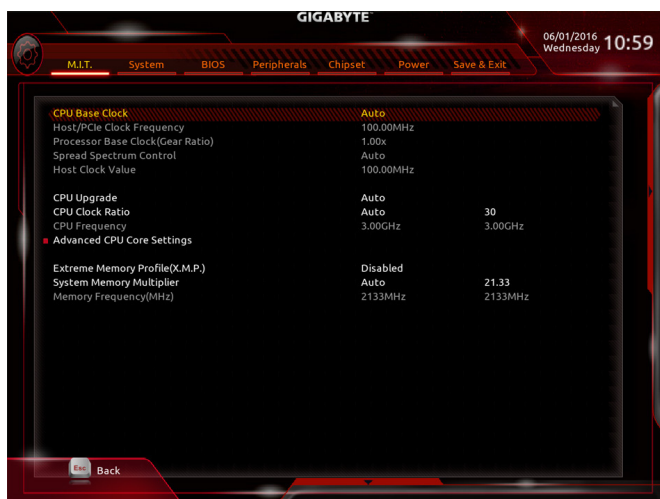 GIGABYTE
06/01/2016
Wednesday 10:59
M.I.T. System BIOS Peripherals Chipset Power Save & Exit
CPU Base Clock Auto
Host/PCIe Clock Frequency 100.00MHz
Processor Base Clock(Gear Ratio) 1.00x
Spread Spectrum Control Auto
Host Clock Value 100.00MHz
CPU Upgrade Auto
CPU Clock Ratio Auto 30
CPU Frequency 3.00GHz 3.00GHz
Advanced CPU Core Settings
Extreme Memory Profile(X.M.P.) Disabled
System Memory Multiplier Auto 21.33
Memory Frequency(MHz) 2133MHz 2133MHz
Esc Back